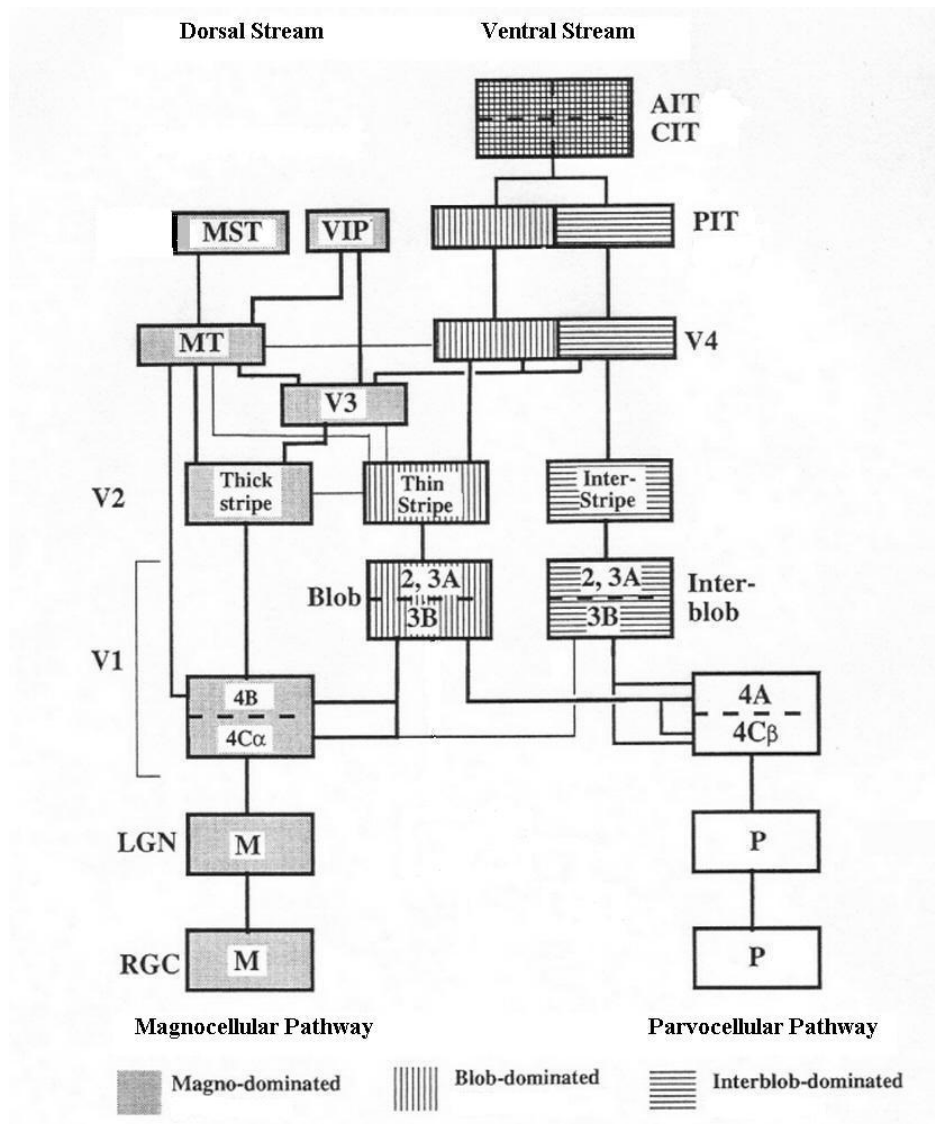 Dorsal Stream
Ventral Stream
AIT
CIT
MST
VIP
PIT
MT
V4
V3
V2
Thick
stripe
Thin
Stripe
Inter-
Stripe
Blob
2, 3A
3B
2, 3A
3B
Inter-
blob
V1
4B
4Cα
4A
4Cβ
LGN
M
P
RGC
M
P
Magnocellular Pathway
Parvocellular Pathway
Magno-dominated
Blob-dominated
Interblob-dominated